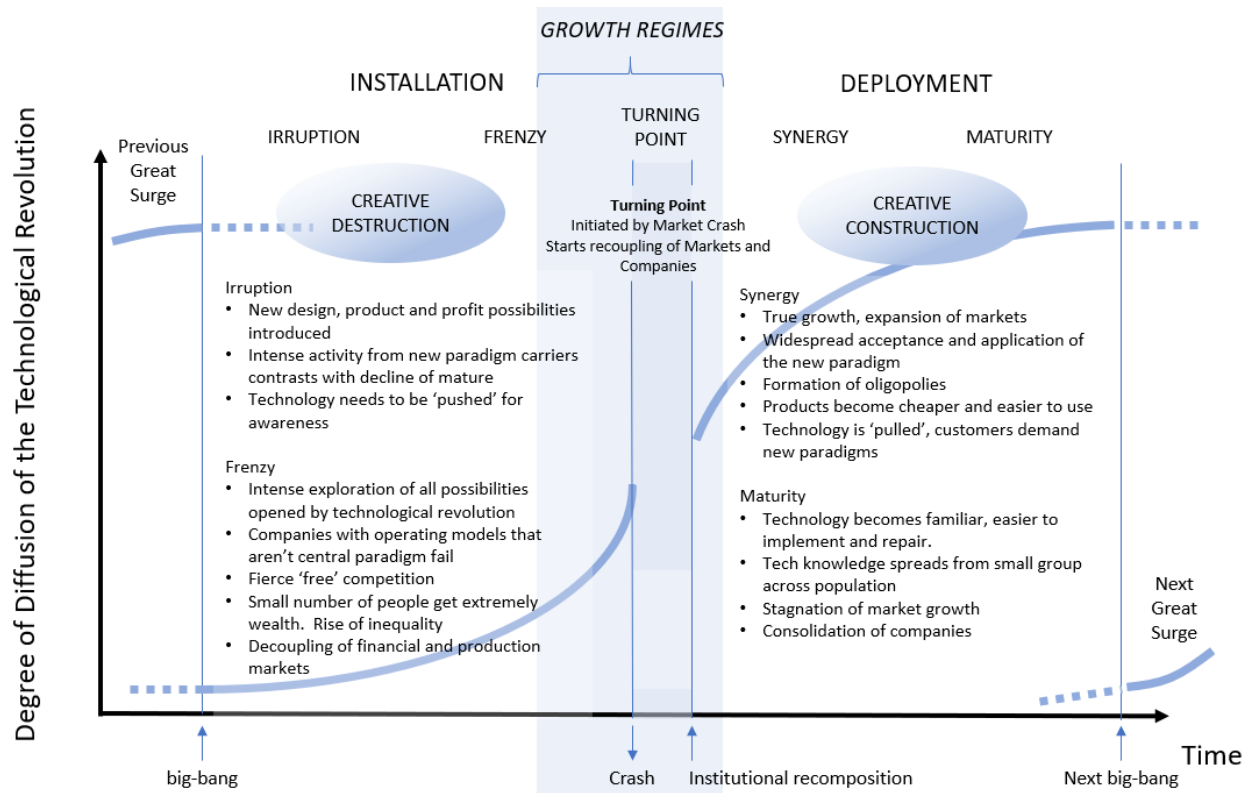 GROWTH REGIMES
INSTALLATION
DEPLOYMENT
Degree of Diffusion of the Technological Revolution
Previous
Great
Surge
IRRUPTION
FRENZY
TURNING
POINT
SYNERGY
MATURITY
CREATIVE
DESTRUCTION
Turning Point
Initiated by Market Crash
Starts recoupling of Markets and
Companies
CREATIVE
CONSTRUCTION
Irruption
• New design, product and profit possibilities
introduced
• Intense activity from new paradigm carriers
contrasts with decline of mature
• Technology needs to be ‘pushed’ for
awareness
Frenzy
• Intense exploration of all possibilities
opened by technological revolution
• Companies with operating models that
aren’t central paradigm fail
• Fierce ‘free’ competition
• Small number of people get extremely
wealth.  Rise of inequality
• Decoupling of financial and production
markets
Synergy
• True growth, expansion of markets
• Widespread acceptance and application of
the new paradigm
• Formation of oligopolies
• Products become cheaper and easier to use
• Technology is ‘pulled’, customers demand
new paradigms
Maturity
• Technology becomes familiar, easier to
implement and repair.
• Tech knowledge spreads from small group
across population
• Stagnation of market growth
• Consolidation of companies
Next
Great
Surge
Time
big-bang
Crash
Institutional recomposition
Next big-bang